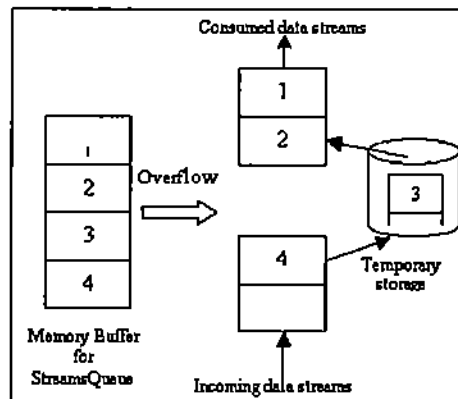 Consumed data streams
1
2
1
2
3
4
Overflow
3
4
Temporary
storage
Memory Buffer
for
StreamsQueue
Incoming data streams